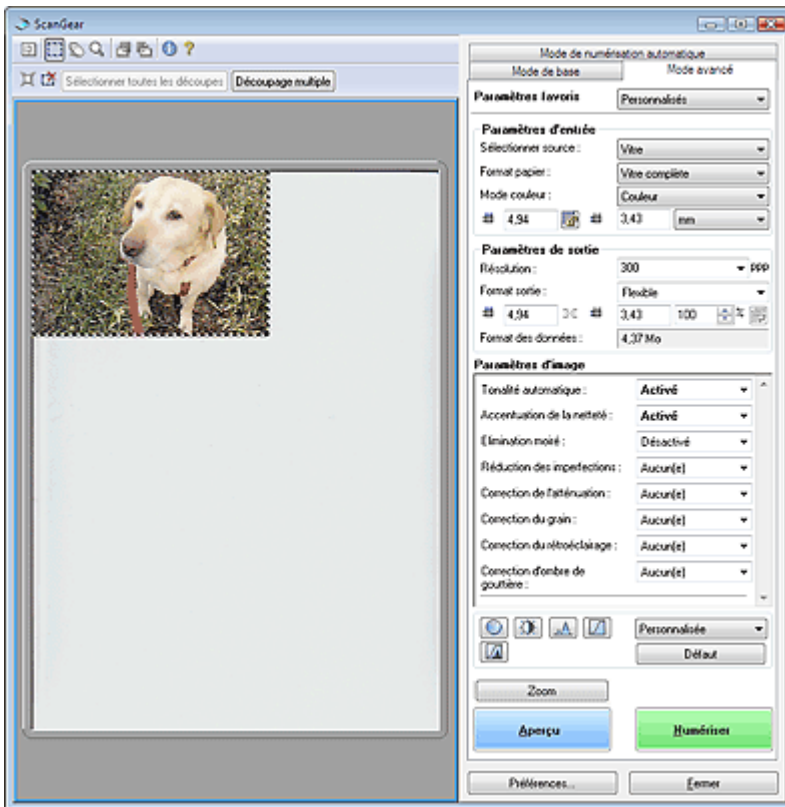 ScanGear
Sélectionner toutes les découpes Découpage multiple
Mode de numérisation automatique
Mode de base Mode avancé
Paramètres favoris Personnalisés
Paramètres d'entrée
Sélectionner source : Vitre
Format papier : Vitre complète
Mode couleur : Couleur
4,94 3,43 mm
Paramètres de sortie
Résolution : 300 PPP
Format sortie : Flexible
4,94 3,43 100 %
Format des données : 4,37 Mo
Paramètres d'image
Tonalité automatique : Activé
Accentuation de la netteté : Activé
Elimination moiré : Désactivé
Réduction des imperfections : Aucun(e)
Correction de l'atténuation : Aucun(e)
Correction du grain : Aucun(e)
Correction du rétroéclairage : Aucun(e)
Correction d'ombre de
gouttière : Aucun(e)
Personnalisée
Défaut
Zoom
Aperçu Numériser
Préférences... Fermer